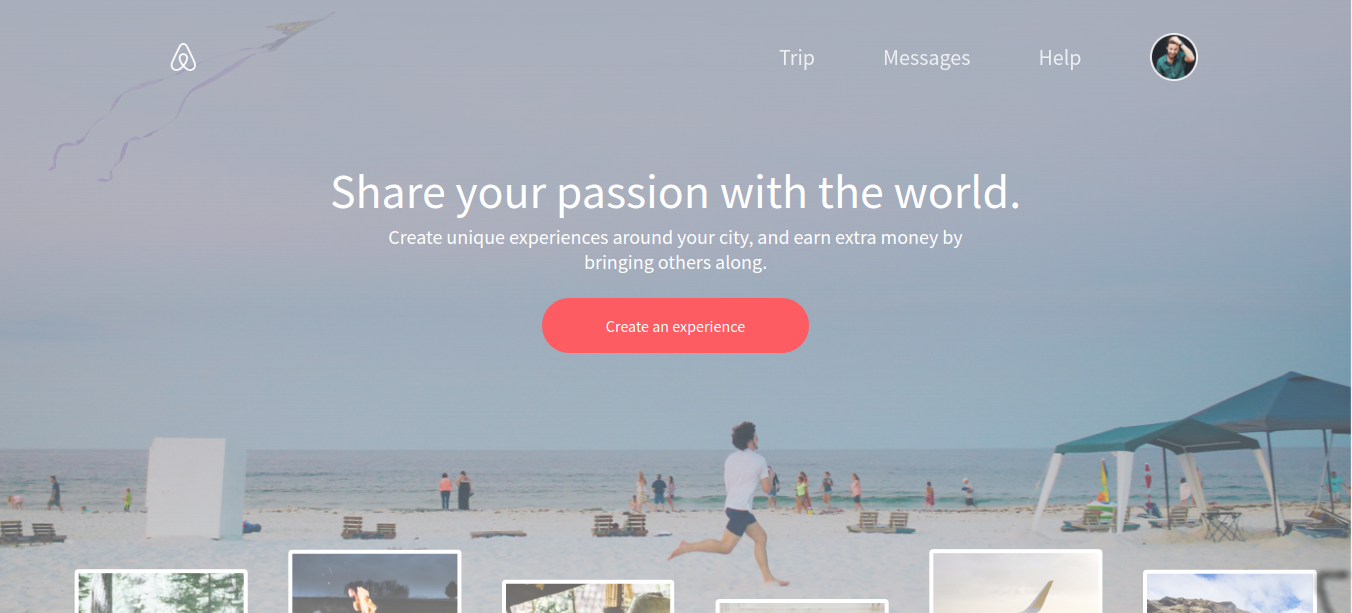 Trip Messages Help
Share your passion with the world.
Create unique experiences around your city, and earn extra money by
bringing others along.
Create an experience